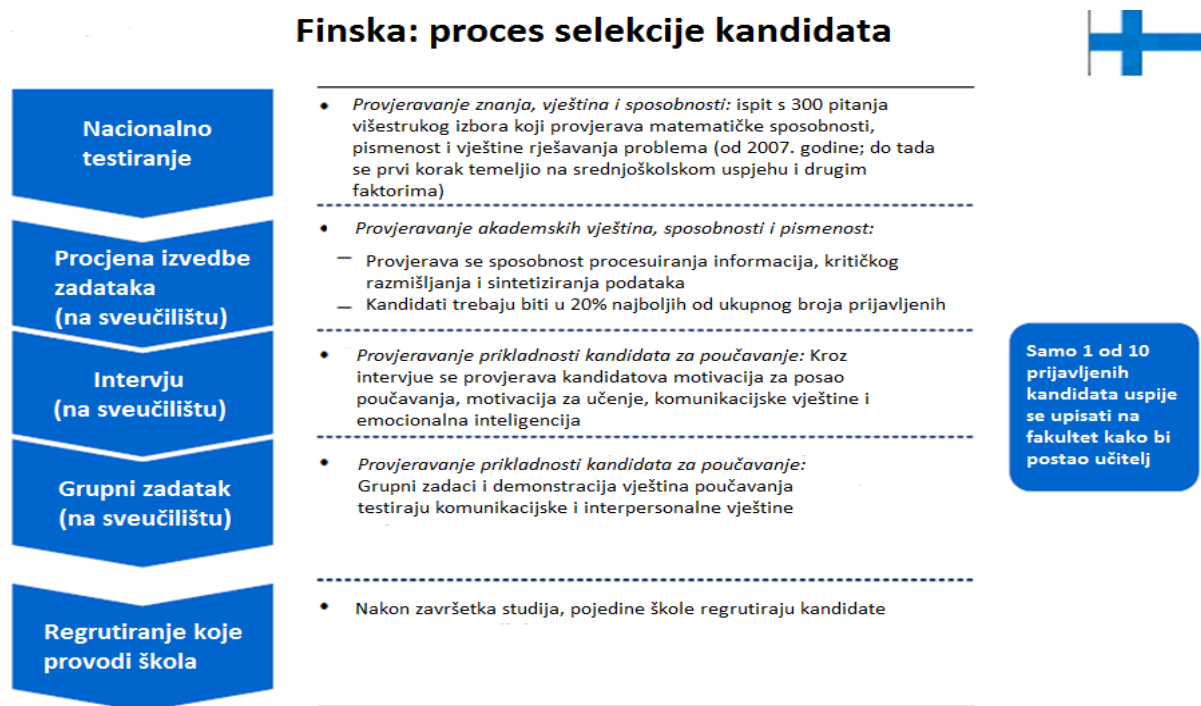 Finska: proces selekcije kandidata
Nacionalno
testiranje
• Provjeravanje znanja, vještina i sposobnosti: ispit s 300 pitanja
višestrukog izbora koji provjerava matematičke sposobnosti,
pismenost i vještine rješavanja problema (od 2007. godine; do tada
se prvi korak temeljio na srednjoškolskom uspjehu i drugim
faktorima)
Procjena izvedbe
zadataka
(na sveučilištu)
• Provjeravanje akademskih vještina, sposobnosti i pismenost:
— Provjerava se sposobnost procesuiranja informacija, kritičkog
razmišljanja i sintetiziranja podataka
— Kandidati trebaju biti u 20% najboljih od ukupnog broja prijavljenih
Intervju
(na sveučilištu)
• Provjeravanje prikladnosti kandidata za poučavanje: Kroz
intervjue se provjerava kandidatova motivacija za posao
poučavanja, motivacija za učenje, komunikacijske vještine i
emocionalna inteligencija
Grupni zadatak
(na sveučilištu)
• Provjeravanje prikladnosti kandidata za poučavanje:
Grupni zadaci i demonstracija vještina poučavanja
testiraju komunikacijske i interpersonalne vještine
Regrutiranje koje
provodi škola
• Nakon završetka studija, pojedine škole regrutiraju kandidate
Samo 1 od 10
prijavljenih
kandidata uspije
se upisati na
fakultet kako bi
postao učitelj